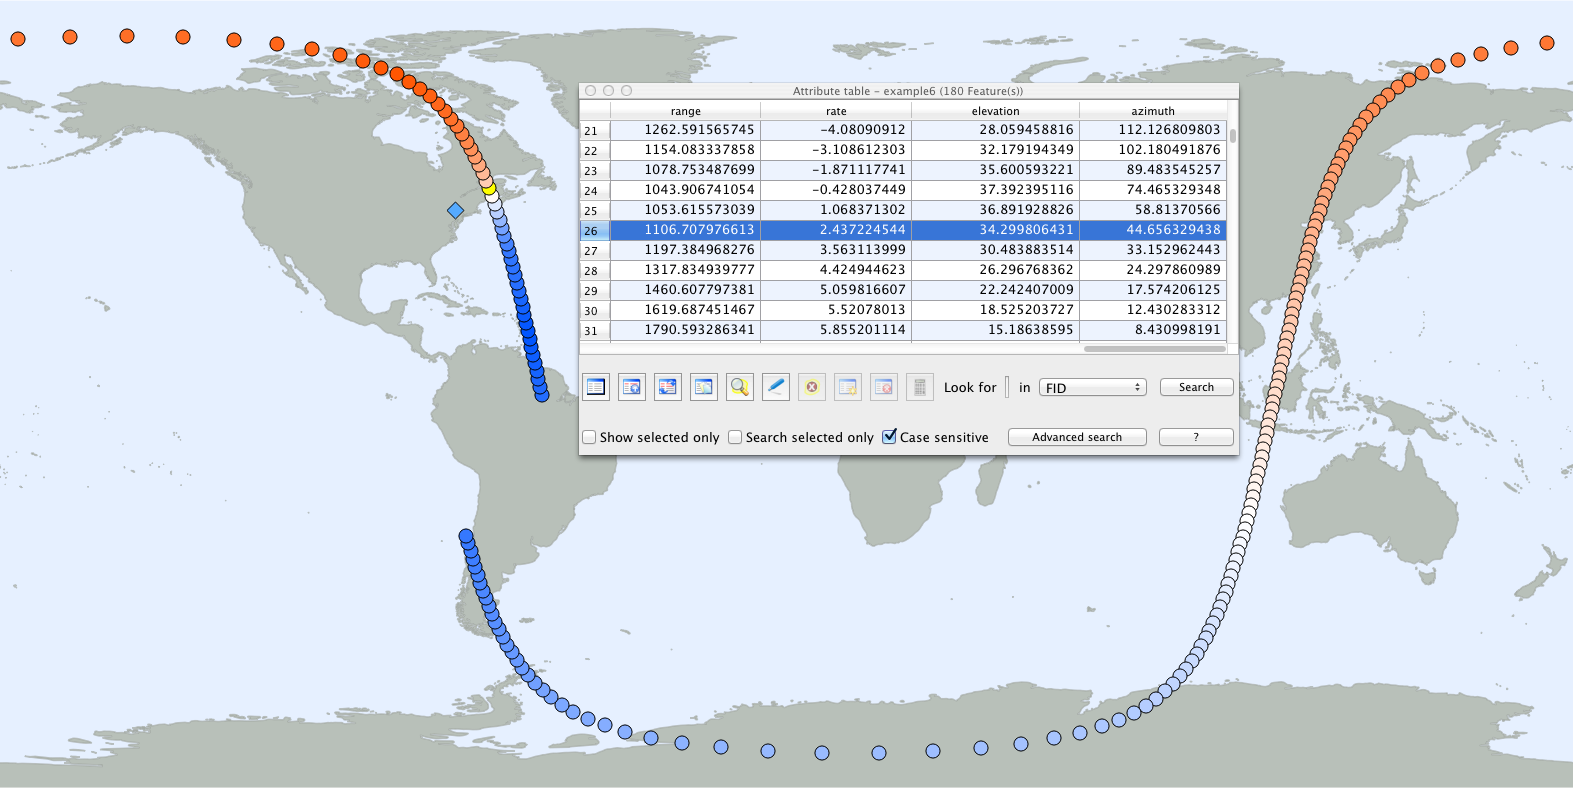 Attribute table - example6 (180 Feature(s))
range rate elevation azimuth
21 1262.591565745 -4.08090912 28.059458816 112.126809803
22 1154.083337858 -3.108612303 32.179194349 102.180491876
23 1078.753487699 -1.871117741 35.600593221 89.483545257
24 1043.906741054 -0.428037449 37.392395116 74.465329348
25 1053.615573039 1.068371302 36.891928826 58.81370566
26 1106.707976613 2.437224544 34.299806431 44.656329438
27 1197.384968276 3.563113999 30.483883514 33.152962443
28 1317.834939777 4.424944623 26.296768362 24.297860989
29 1460.607797381 5.059816607 22.242407009 17.574206125
30 1619.687451467 5.52078013 18.525203727 12.430283312
31 1790.593286341 5.855201114 15.18638595 8.430998191
Look for in FID Search
Show selected only Search selected only Case sensitive Advanced search ?